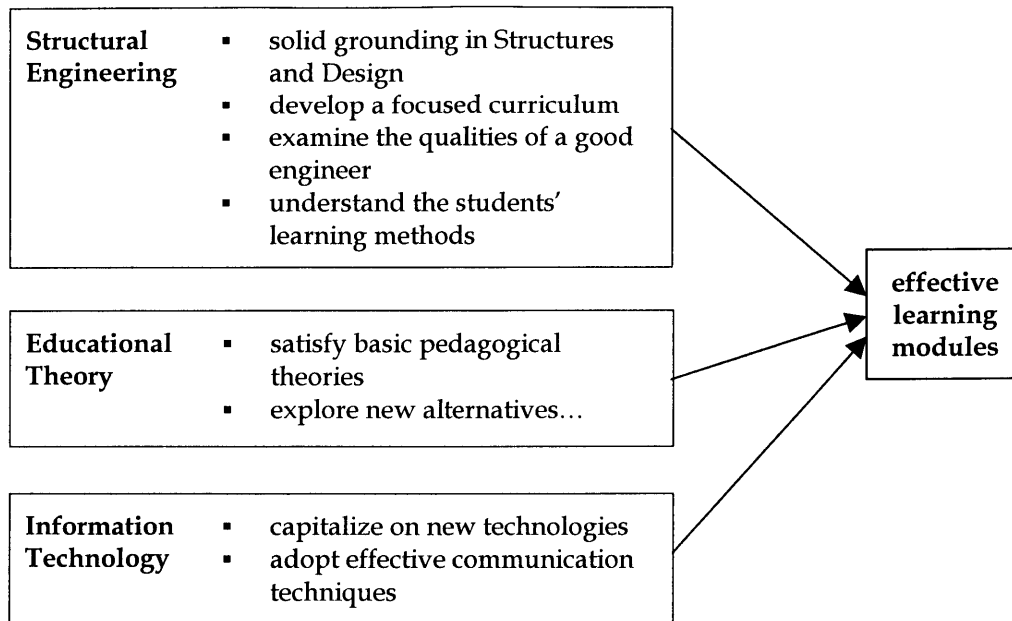 Structural
Engineering
▪ solid grounding in Structures
and Design
▪ develop a focused curriculum
▪ examine the qualities of a good
engineer
▪ understand the students’
learning methods
Educational
Theory
▪ satisfy basic pedagogical
theories
▪ explore new alternatives…
Information
Technology
▪ capitalize on new technologies
▪ adopt effective communication
techniques
effective
learning
modules